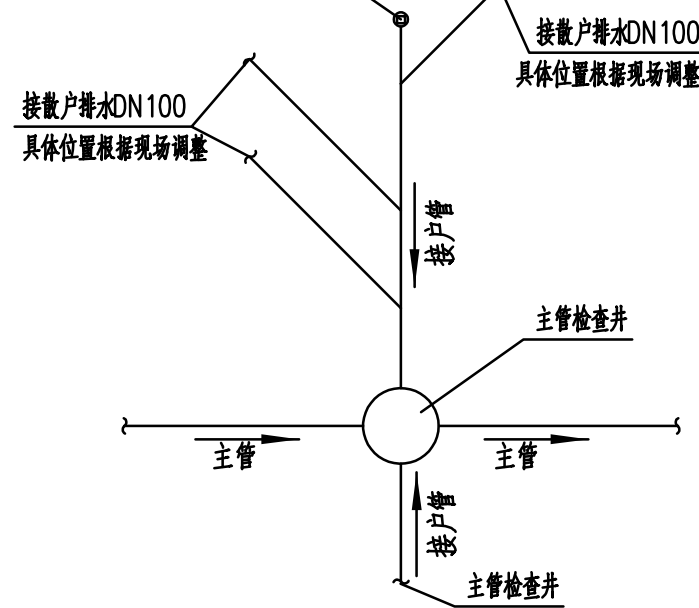 接散户排水DN100
具体位置根据现场调整
接散户排水DN100
具体位置根据现场调整
接户管
主管检查井
主管
主管
接户管
主管检查井